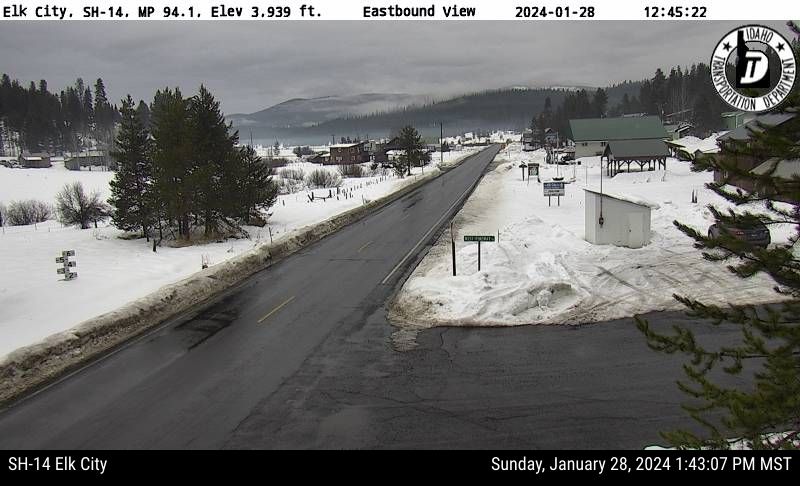 Elk City, SH-14, MP 94.1, Elev 3,939 ft. Eastbound View 2024-01-28 12:45:22
IDAHO
TRANSPORTATION DEPARTMENT
SH-14 Elk City Sunday, January 28, 2024 1:43:07 PM MST